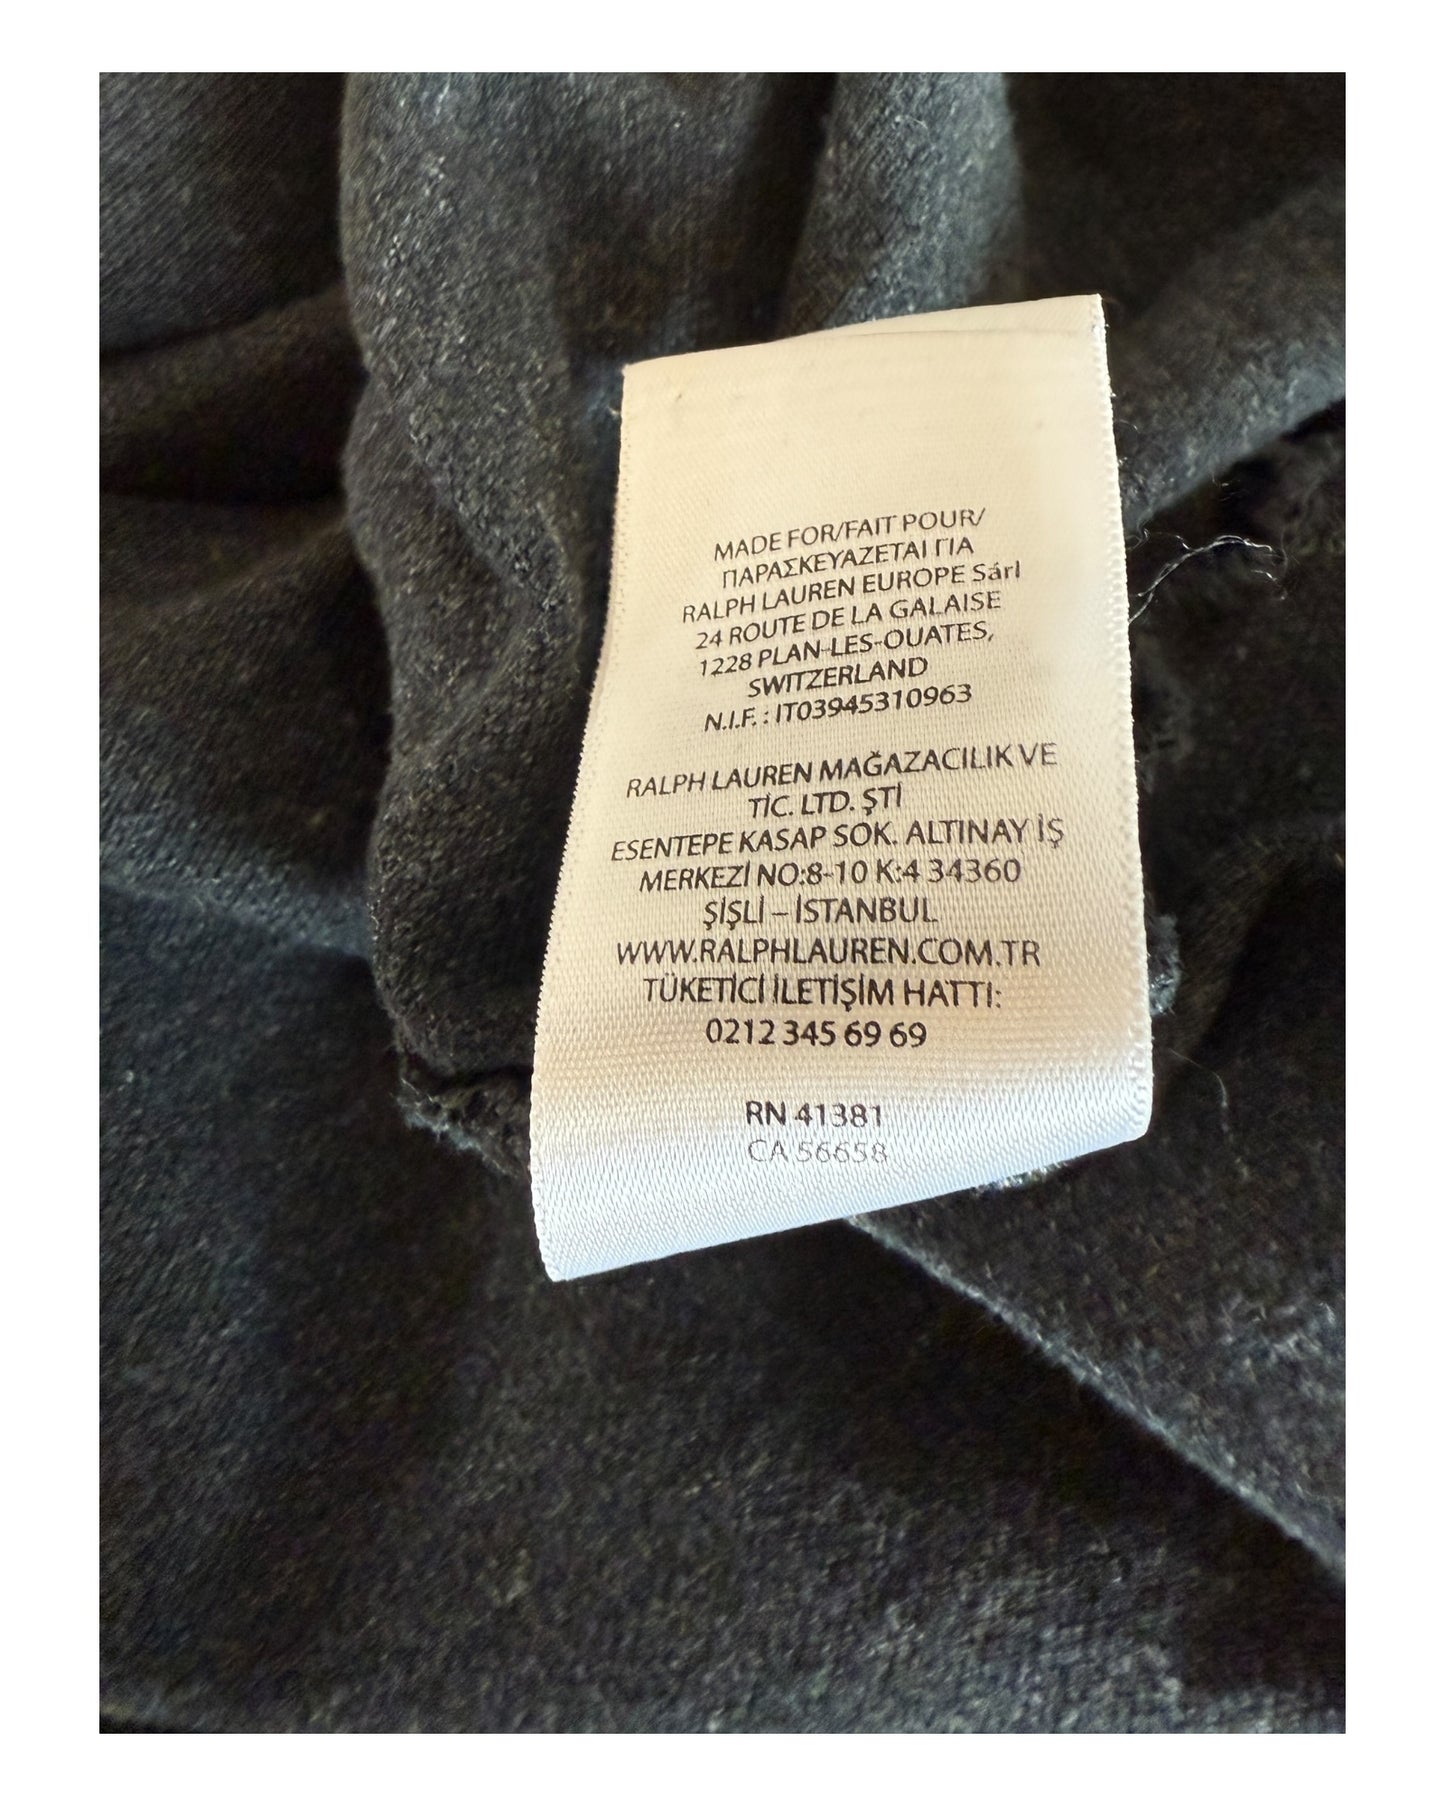 MADE FOR/FAIT POUR/
ΠΑΡΑΣΚΕΥΑΖΕΤΑΙ ΓΙΑ
RALPH LAUREN EUROPE Sárl
24 ROUTE DE LA GALAISE
1228 PLAN-LES-OUATES,
SWITZERLAND
N.I.F. : IT03945310963
RALPH LAUREN MAĞAZACILIK VE
TİC. LTD. ŞTİ
ESENTEPE KASAP SOK. ALTINAY İŞ
MERKEZİ NO:8-10 K:4 34360
ŞİŞLİ – İSTANBUL
WWW.RALPHLAUREN.COM.TR
TÜKETİCİ İLETİŞİM HATTI:
0212 345 69 69
RN 41381
CA 56658